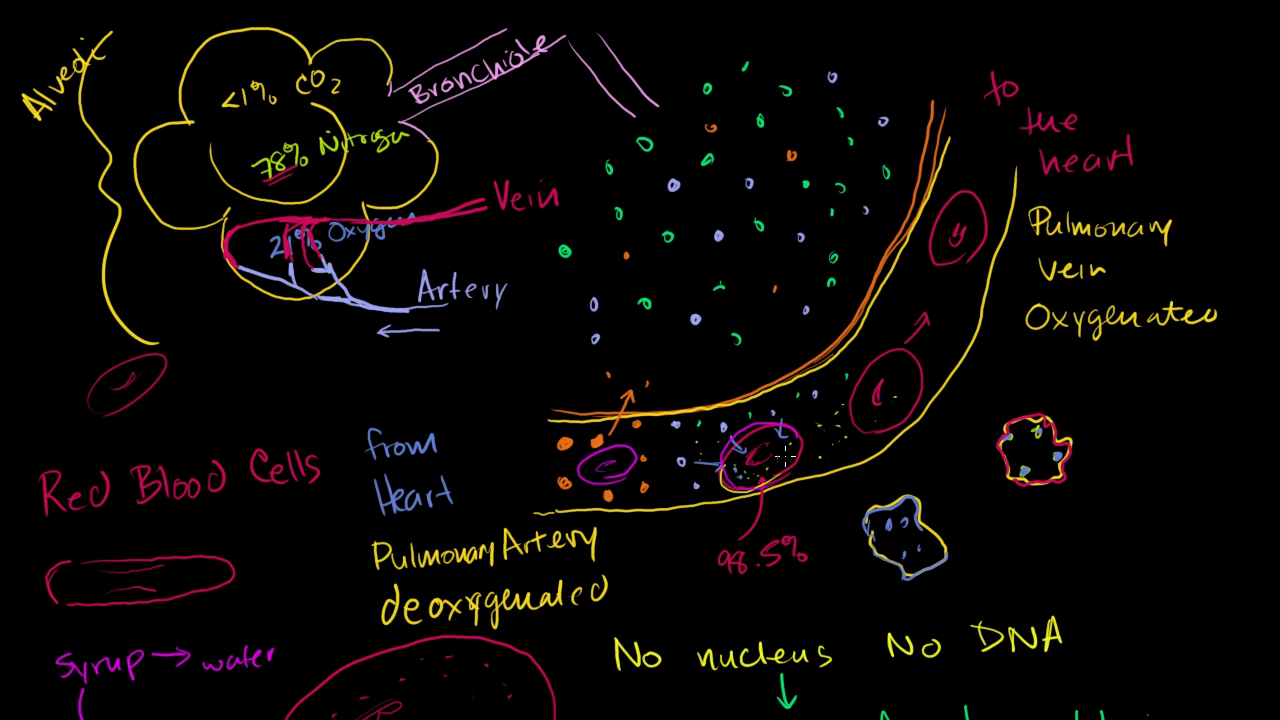 Alveoli
<1% CO2
78% Nitrogen
21% Oxygen
Bronchiole
Vein
Artery
to
the
heart
Pulmonary
Vein
Oxygenated
Red Blood Cells
from
Heart
Pulmonary Artery
deoxygenated
98.5%
Syrup → water
No nucleus No DNA